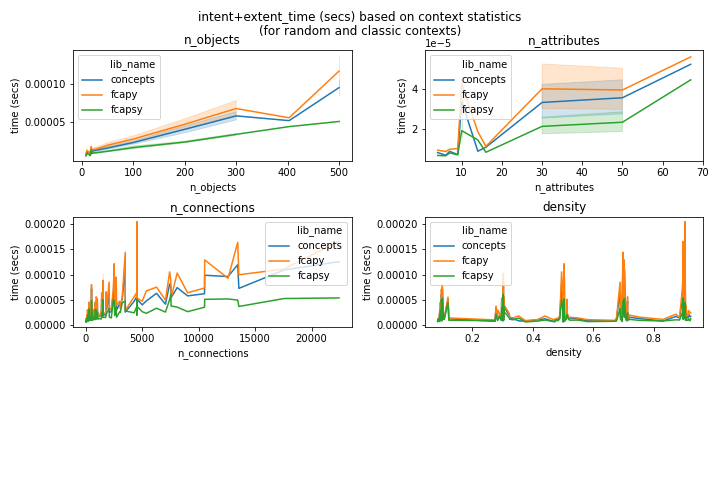 intent+extent_time (secs) based on context statistics
(for random and classic contexts)
n_objects
time (secs)
0.00010
0.00005
lib_name
concepts
fcapy
fcapsy
0 100 200 300 400 500
n_objects
n_attributes
1e−5
time (secs)
4
2
lib_name
concepts
fcapy
fcapsy
10 20 30 40 50 60 70
n_attributes
n_connections
time (secs)
0.00020
0.00015
0.00010
0.00005
0.00000
lib_name
concepts
fcapy
fcapsy
0 5000 10000 15000 20000
n_connections
density
time (secs)
0.00020
0.00015
0.00010
0.00005
0.00000
lib_name
concepts
fcapy
fcapsy
0.2 0.4 0.6 0.8
density